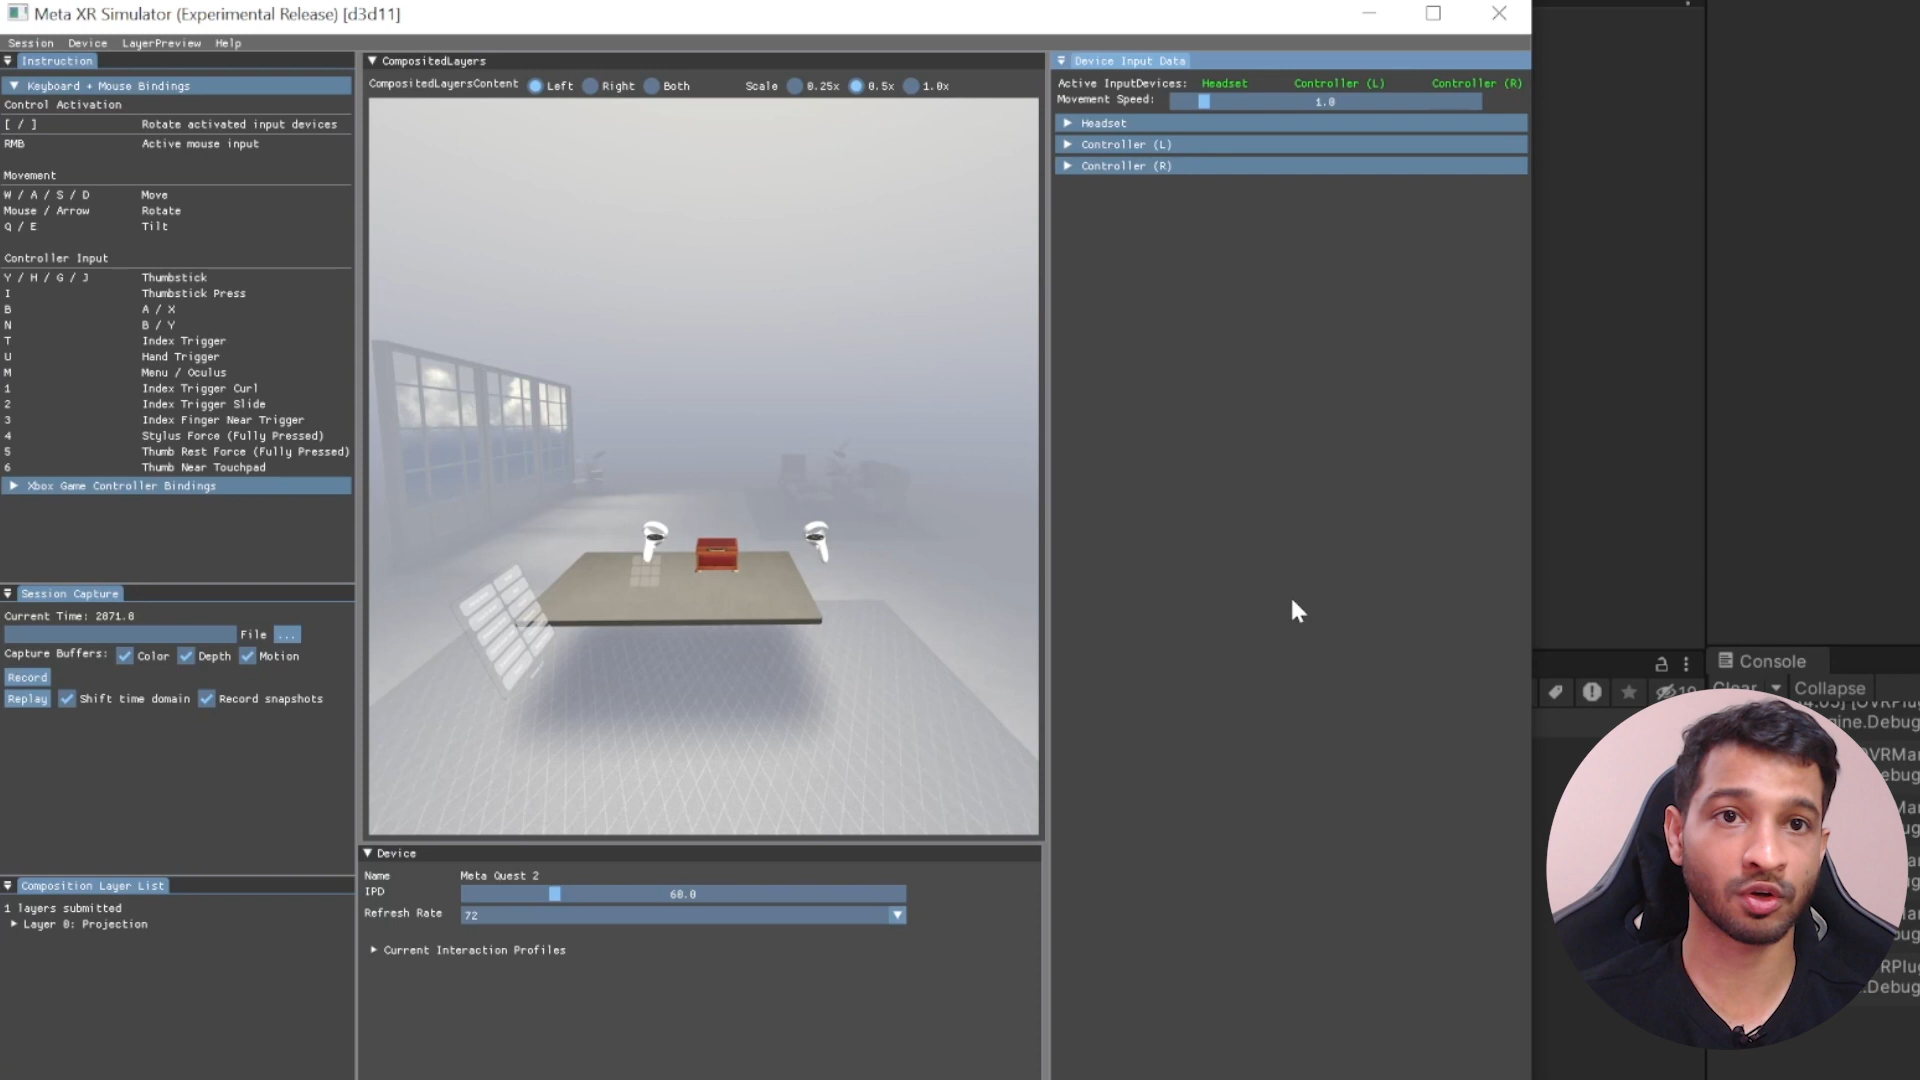 Meta XR Simulator (Experimental Release) [d3d11]
Session Device LayerPreview Help
Instruction
Keyboard + Mouse Bindings
Control Activation
[ / ] Rotate activated input devices
RMB Active mouse input
Movement
W / A / S / D Move
Mouse / Arrow Rotate
Q / E Tilt
Controller Input
Y / H / G / J Thumbstick
I Thumbstick Press
B A / X
N B / Y
T Index Trigger
U Hand Trigger
M Menu / Oculus
1 Index Trigger Curl
2 Index Trigger Slide
3 Index Finger Near Trigger
4 Stylus Force (Fully Pressed)
5 Thumb Rest Force (Fully Pressed)
6 Thumb Near Touchpad
Xbox Game Controller Bindings
Session Capture
Current Time: 2071.0
File ...
Capture Buffers: Color Depth Motion
Record
Replay Shift time domain Record snapshots
Composition Layer List
1 layers submitted
Layer 0: Projection
CompositedLayers
CompositedLayersContent Left Right Both Scale 0.25x 0.5x 1.0x
Device
Name Meta Quest 2
IPD 60.0
Refresh Rate 72
Current Interaction Profiles
Device Input Data
Active InputDevices: Headset Controller (L) Controller (R)
Movement Speed: 1.0
Headset
Controller (L)
Controller (R)
Console
Clear Collapse
gine.Debug
VRMa
ebug